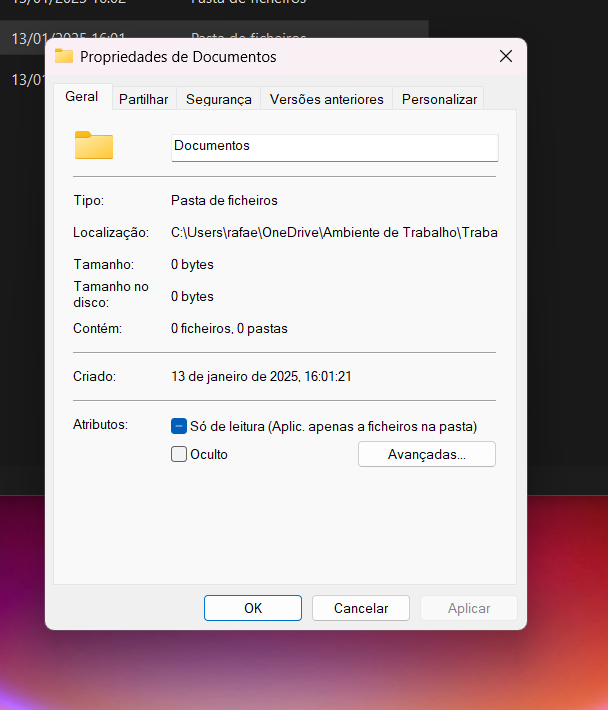 13/01/2025 16:02 Pasta de ficheiros
13/01/2025 16:01 Pasta de ficheiros
13/01
Propriedades de Documentos
Geral Partilhar Segurança Versões anteriores Personalizar
Documentos
Tipo: Pasta de ficheiros
Localização: C:\Users\rafae\OneDrive\Ambiente de Trabalho\Traba
Tamanho: 0 bytes
Tamanho no
disco: 0 bytes
Contém: 0 ficheiros, 0 pastas
Criado: 13 de janeiro de 2025, 16:01:21
Atributos: Só de leitura (Aplic. apenas a ficheiros na pasta)
Oculto Avançadas...
OK Cancelar Aplicar